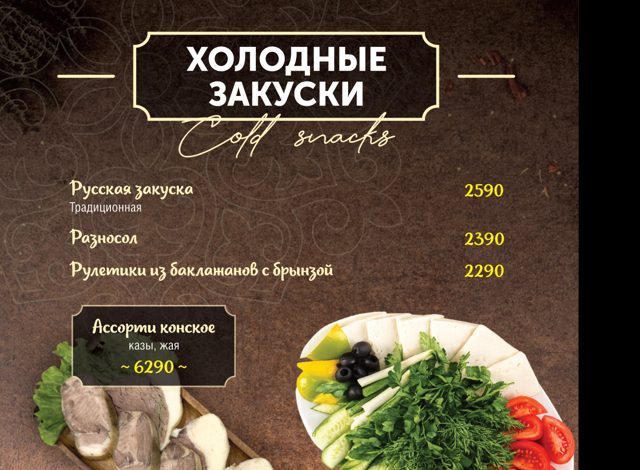 ХОЛОДНЫЕ
ЗАКУСКИ
Cold snacks
Русская закуска 2590
Традиционная
Разносол 2390
Рулетики из баклажанов с брынзой 2290
Ассорти конское
казы, жая
~ 6290 ~